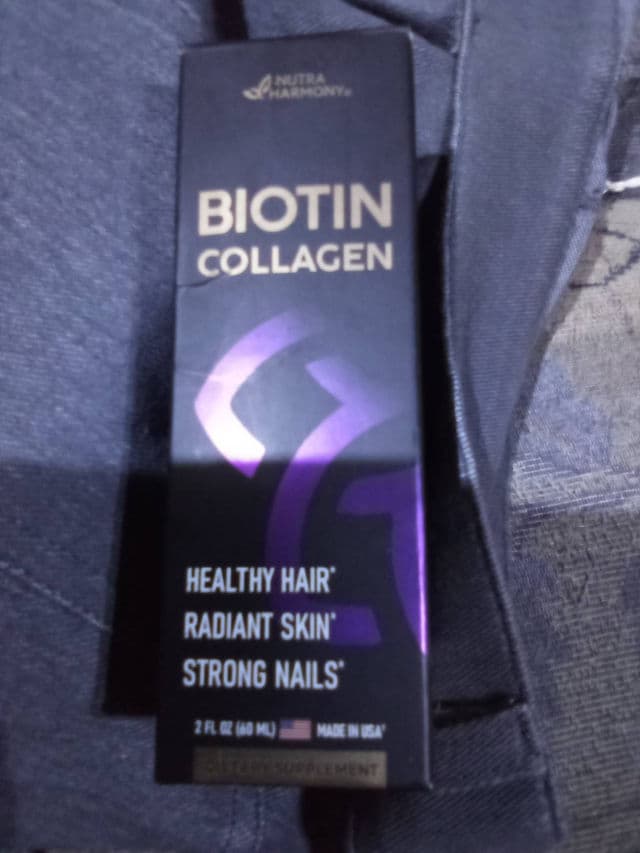 NUTRA
HARMONY®
BIOTIN
COLLAGEN
HEALTHY HAIR*
RADIANT SKIN*
STRONG NAILS*
2 FL OZ (60 ML) MADE IN USA*
DIETARY SUPPLEMENT